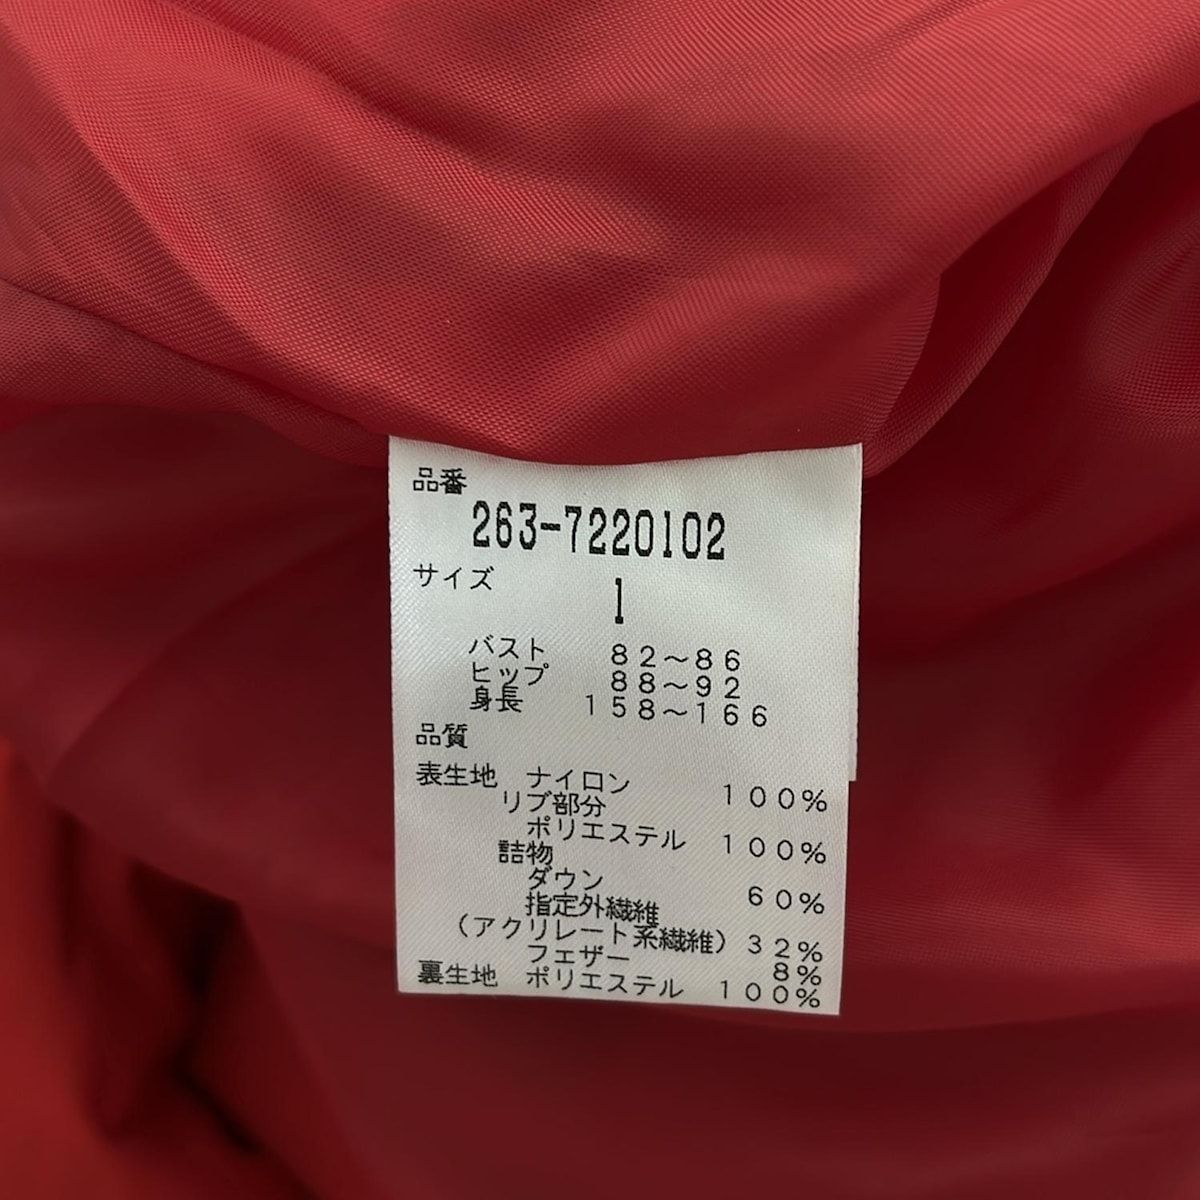 品番
263-7220102
サイズ
1
バスト 82～86
ヒップ 88～92
身長 158～166
品質
表生地 ナイロン 100%
リブ部分
ポリエステル 100%
詰物
ダウン 60%
指定外繊維
(アクリレート系繊維) 32%
フェザー 8%
裏生地 ポリエステル 100%